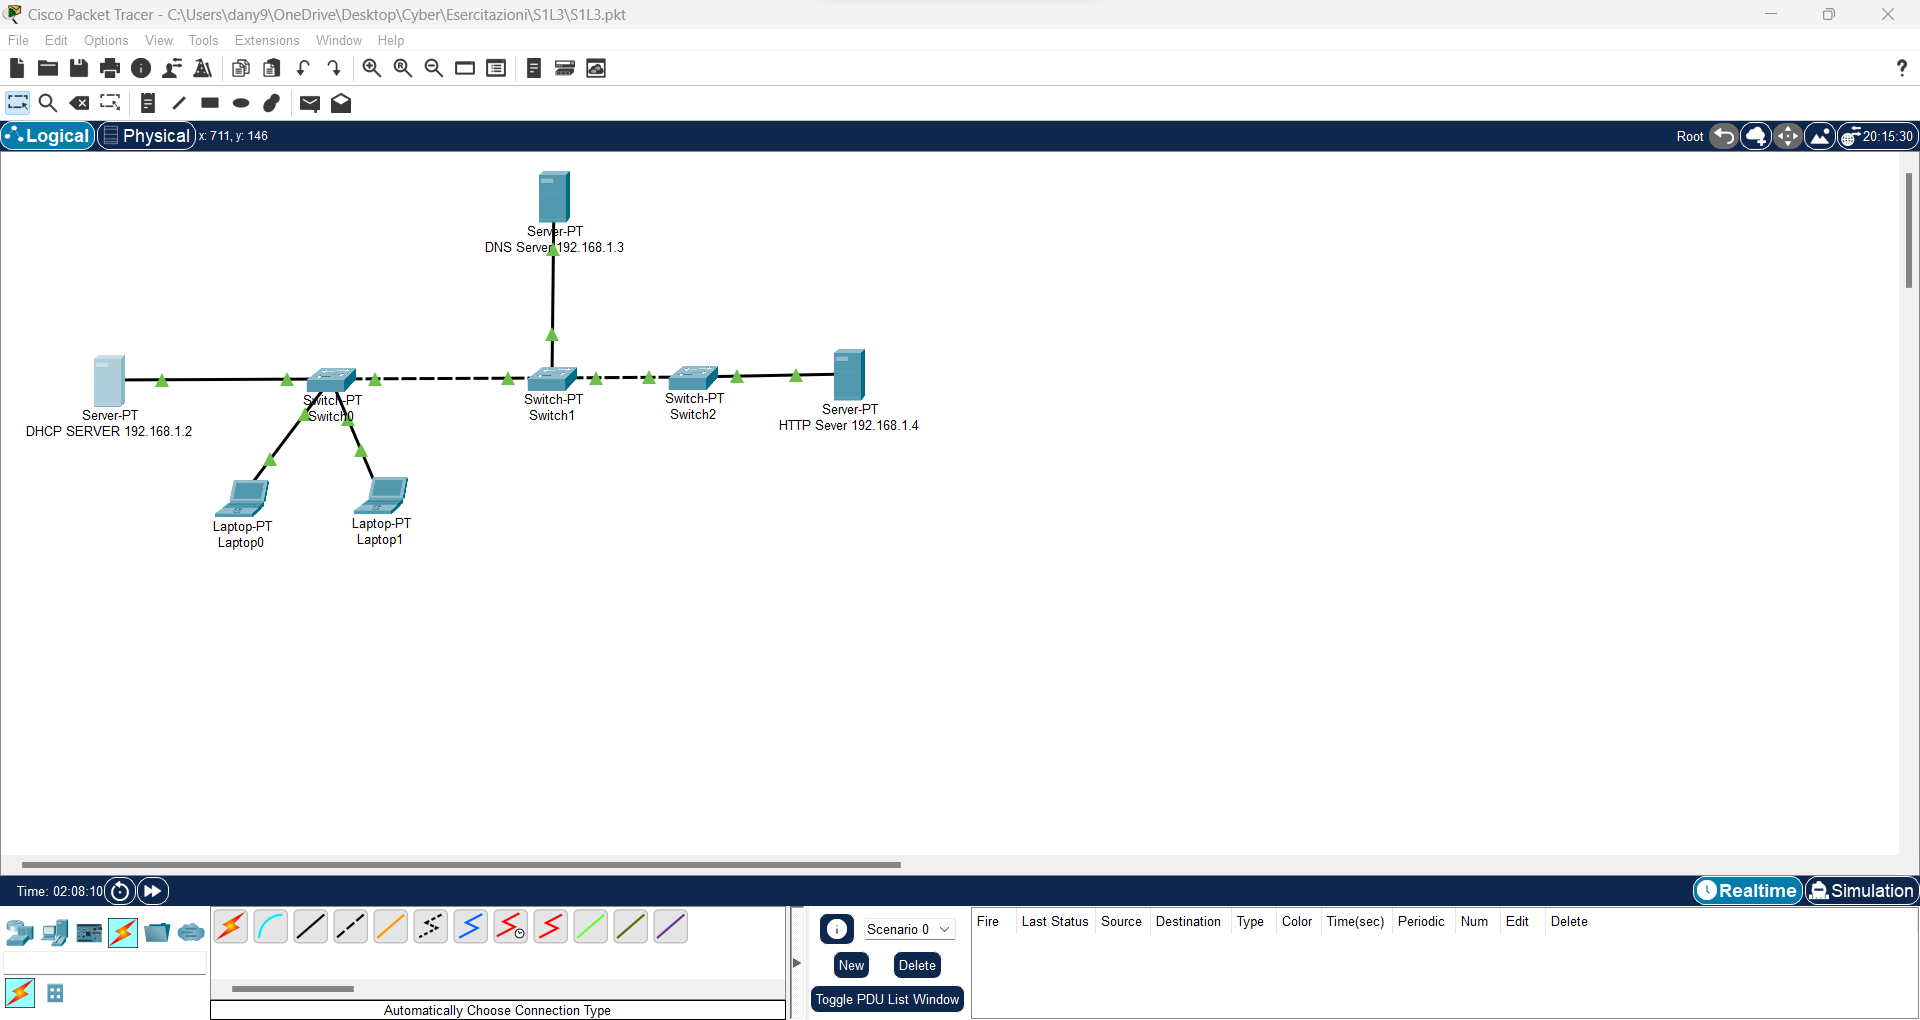 Cisco Packet Tracer - C:\Users\dany9\OneDrive\Desktop\Cyber\Esercitazioni\S1L3\S1L3.pkt
File Edit Options View Tools Extensions Window Help
Logical Physical x: 711, y: 146 Root 20:15:30
Server-PT
DNS Server 192.168.1.3
Server-PT
DHCP SERVER 192.168.1.2
Switch-PT
Switch0
Switch-PT
Switch1
Switch-PT
Switch2
Server-PT
HTTP Sever 192.168.1.4
Laptop-PT
Laptop0
Laptop-PT
Laptop1
Time: 02:08:10 Realtime Simulation
Scenario 0
New Delete
Toggle PDU List Window
Fire Last Status Source Destination Type Color Time(sec) Periodic Num Edit Delete
Automatically Choose Connection Type